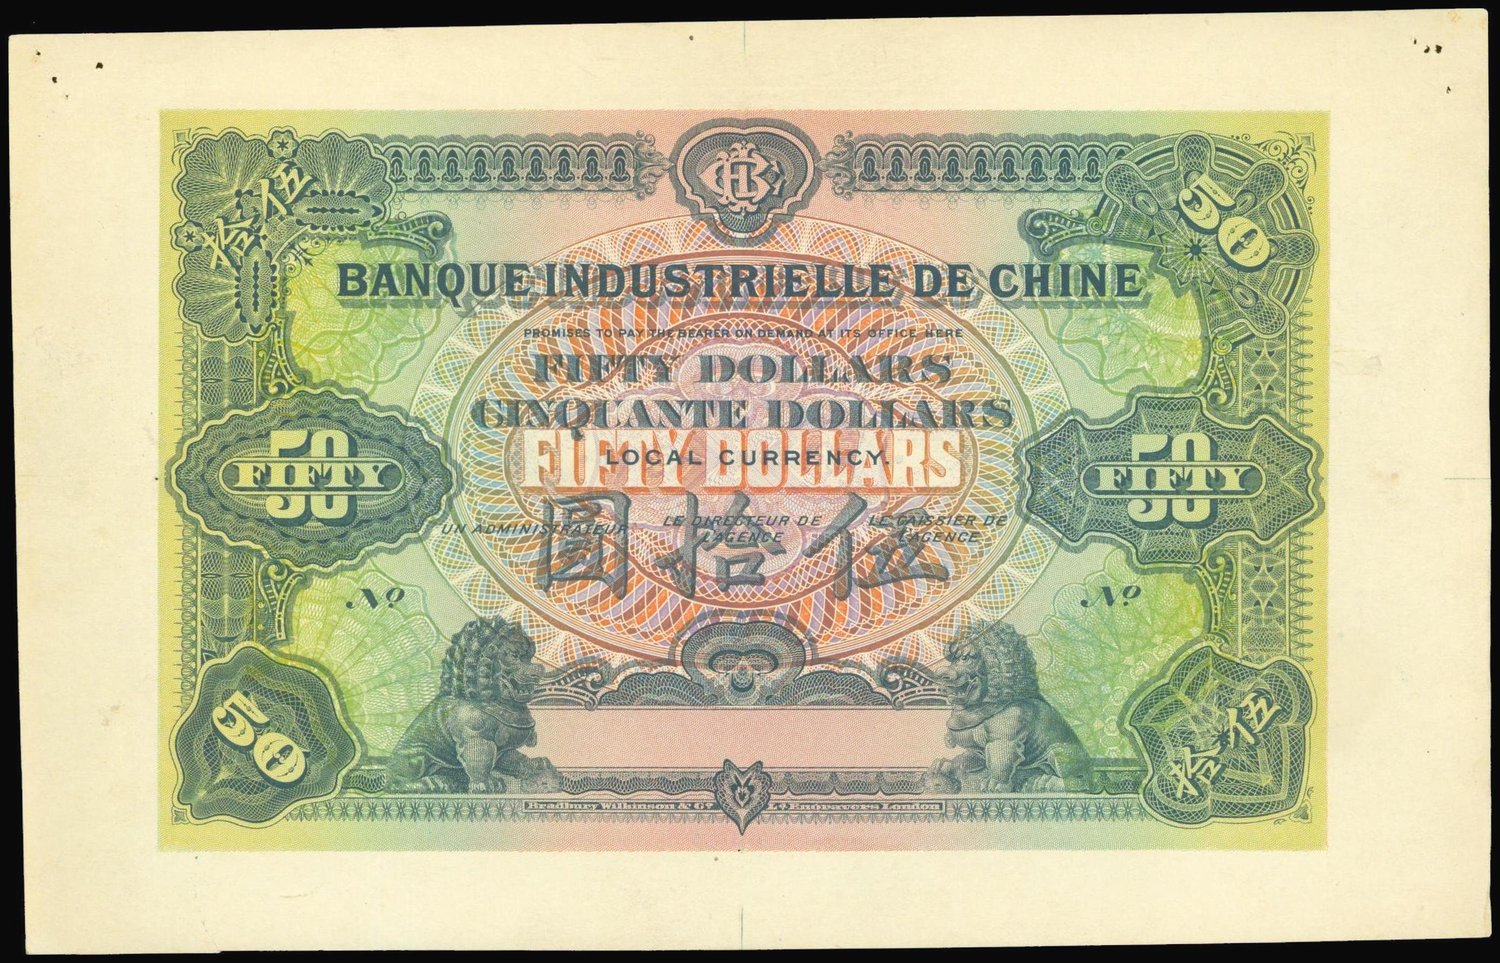 伍拾
50
BIC
BANQUE INDUSTRIELLE DE CHINE
PROMISES TO PAY THE BEARER ON DEMAND AT ITS OFFICE HERE
FIFTY DOLLARS
CINQUANTE DOLLARS
FIFTY DOLLARS
LOCAL CURRENCY.
50
FIFTY
50
FIFTY
UN ADMINISTRATEUR
LE DIRECTEUR DE L'AGENCE
LE CAISSIER DE L'AGENCE
圓拾伍
No
No
50
伍拾
Bradbury Wilkinson & Co. Ld. Engravers London